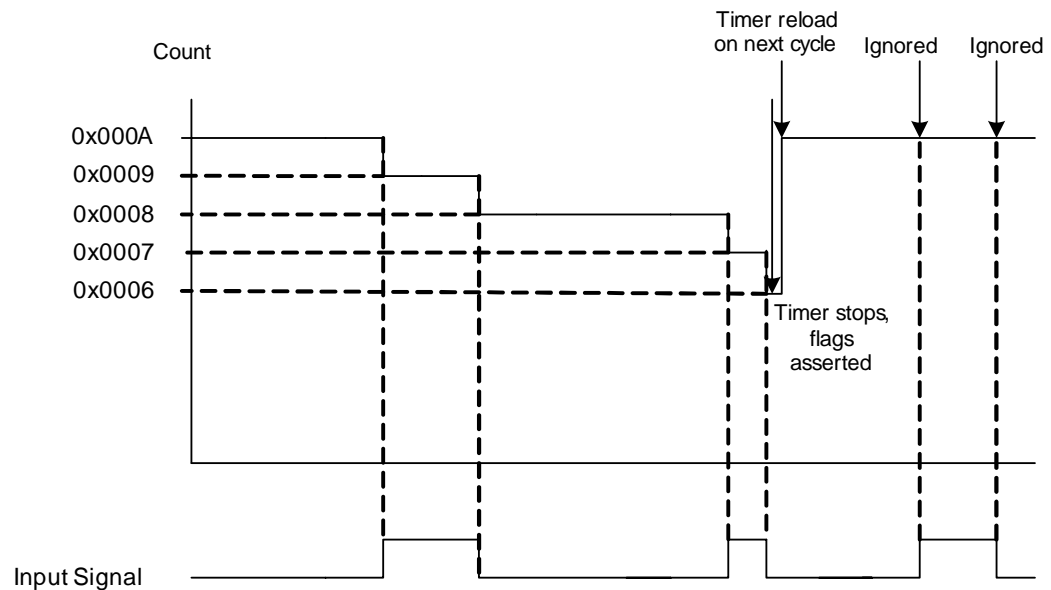 Timer reload
on next cycle
Ignored
Ignored
Count
0x000A
0x0009
0x0008
0x0007
0x0006
Timer stops,
flags
asserted
Input Signal